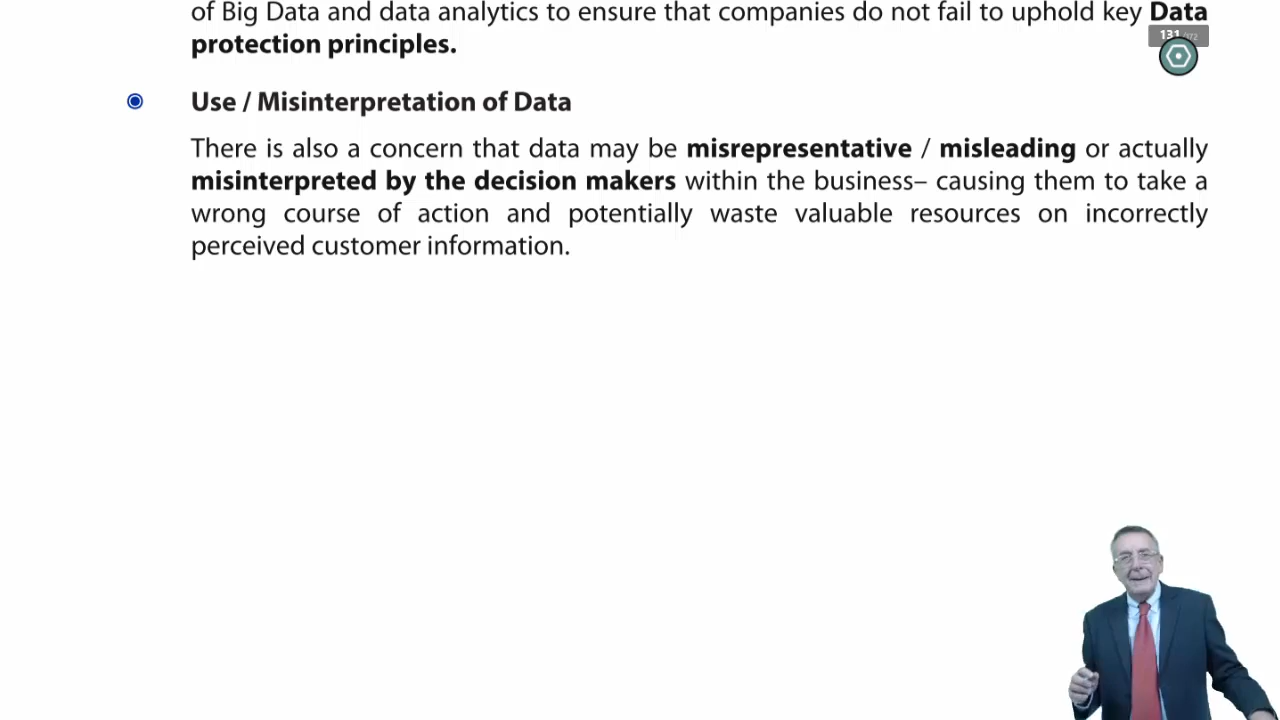 of Big Data and data analytics to ensure that companies do not fail to uphold key Data
protection principles.
131 /172
Use / Misinterpretation of Data
There is also a concern that data may be misrepresentative / misleading or actually
misinterpreted by the decision makers within the business– causing them to take a
wrong course of action and potentially waste valuable resources on incorrectly
perceived customer information.